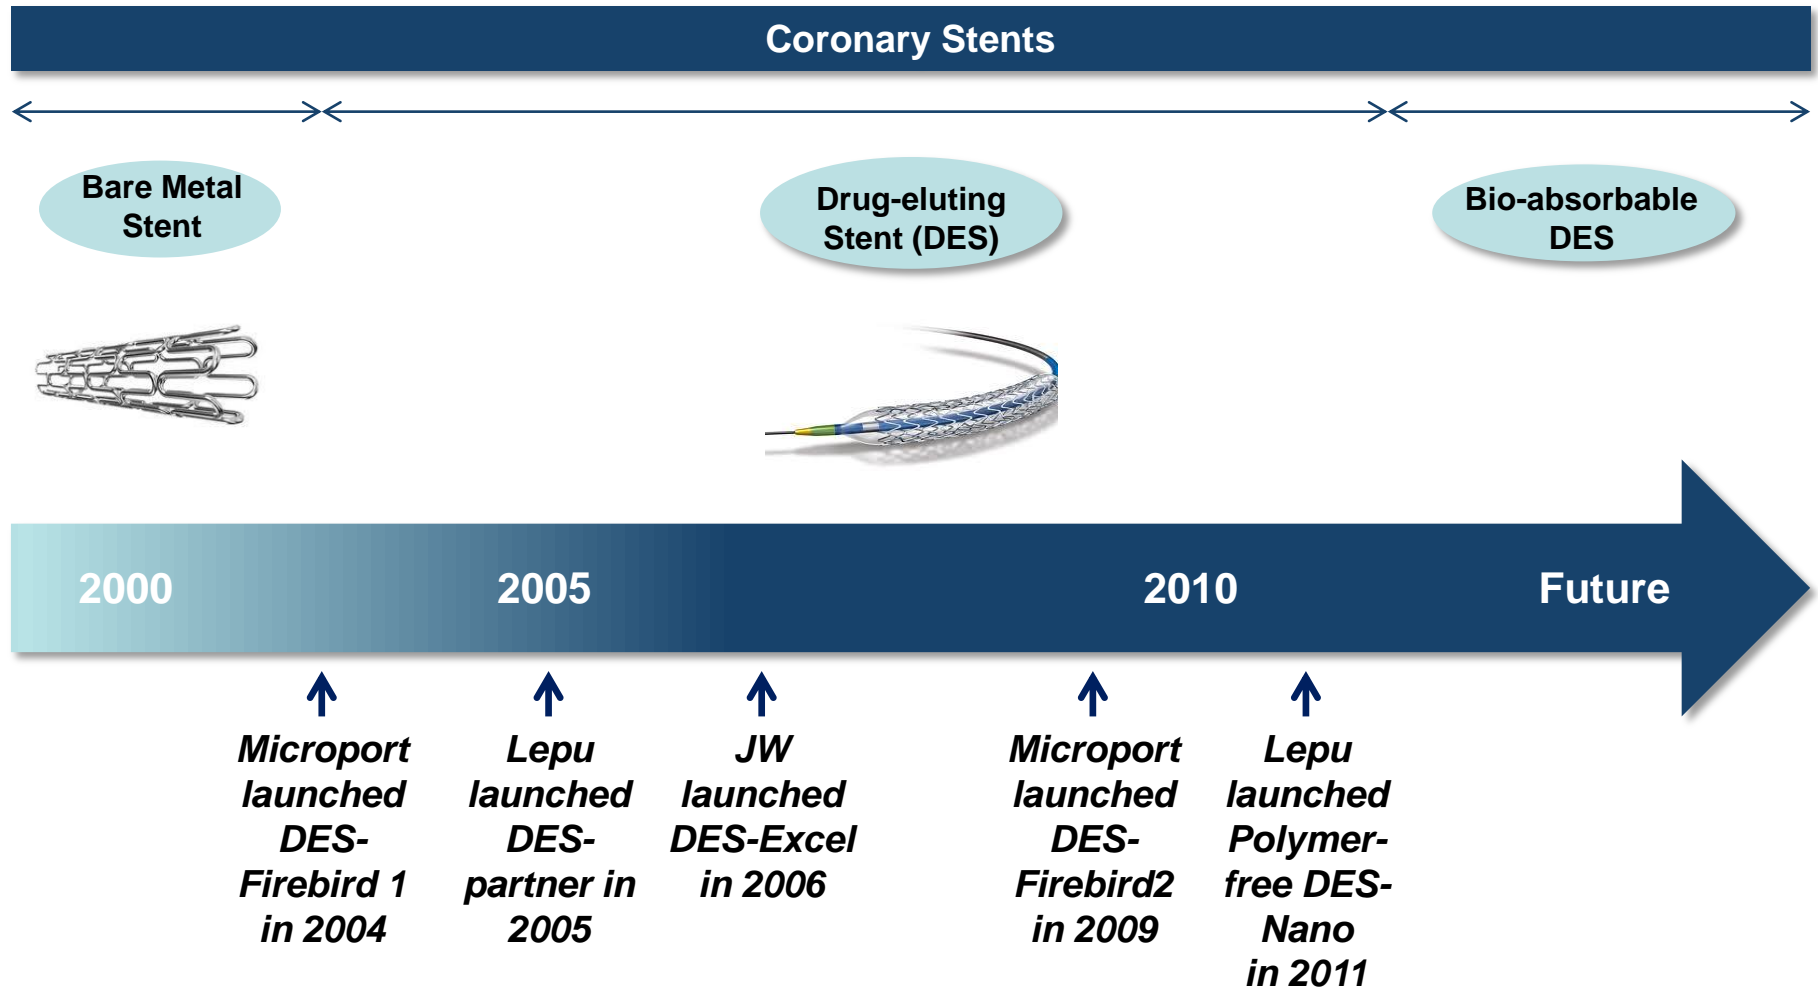 Coronary Stents
Bare Metal
Stent
Drug-eluting
Stent (DES)
Bio-absorbable
DES
2000
2005
2010
Future
Microport
launched
DES-
Firebird 1
in 2004
Lepu
launched
DES-
partner in
2005
JW
launched
DES-Excel
in 2006
Microport
launched
DES-
Firebird2
in 2009
Lepu
launched
Polymer-
free DES-
Nano
in 2011